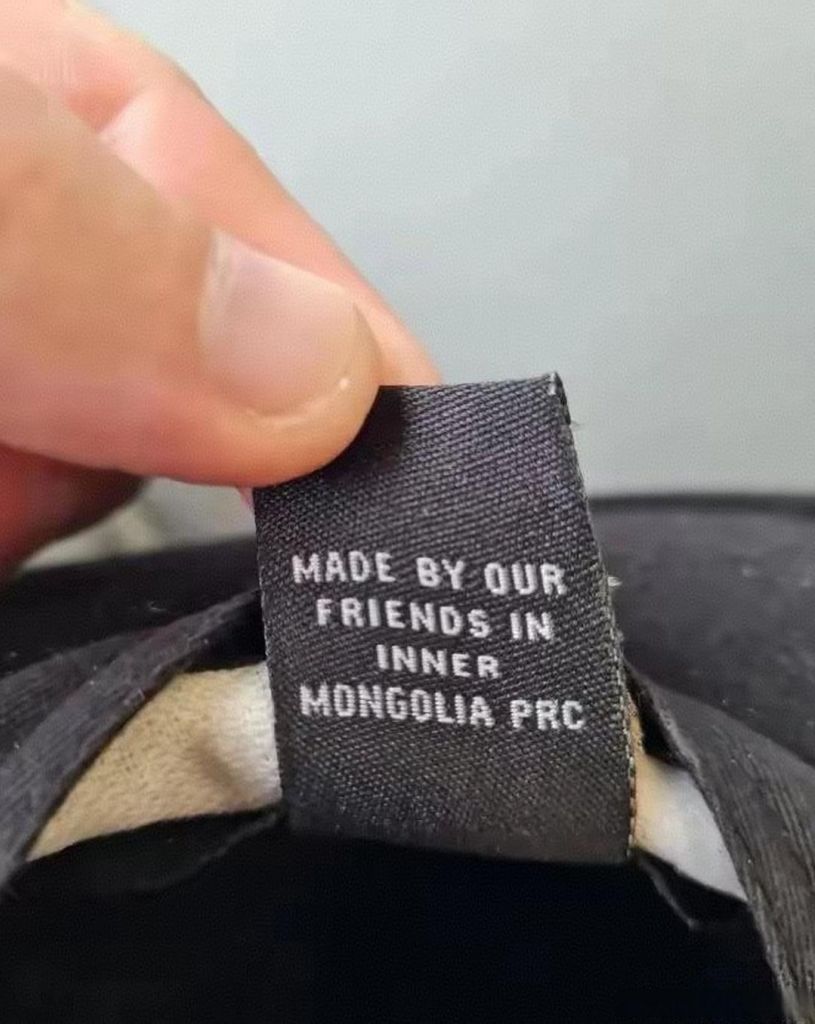 MADE BY OUR
FRIENDS IN
INNER
MONGOLIA PRC